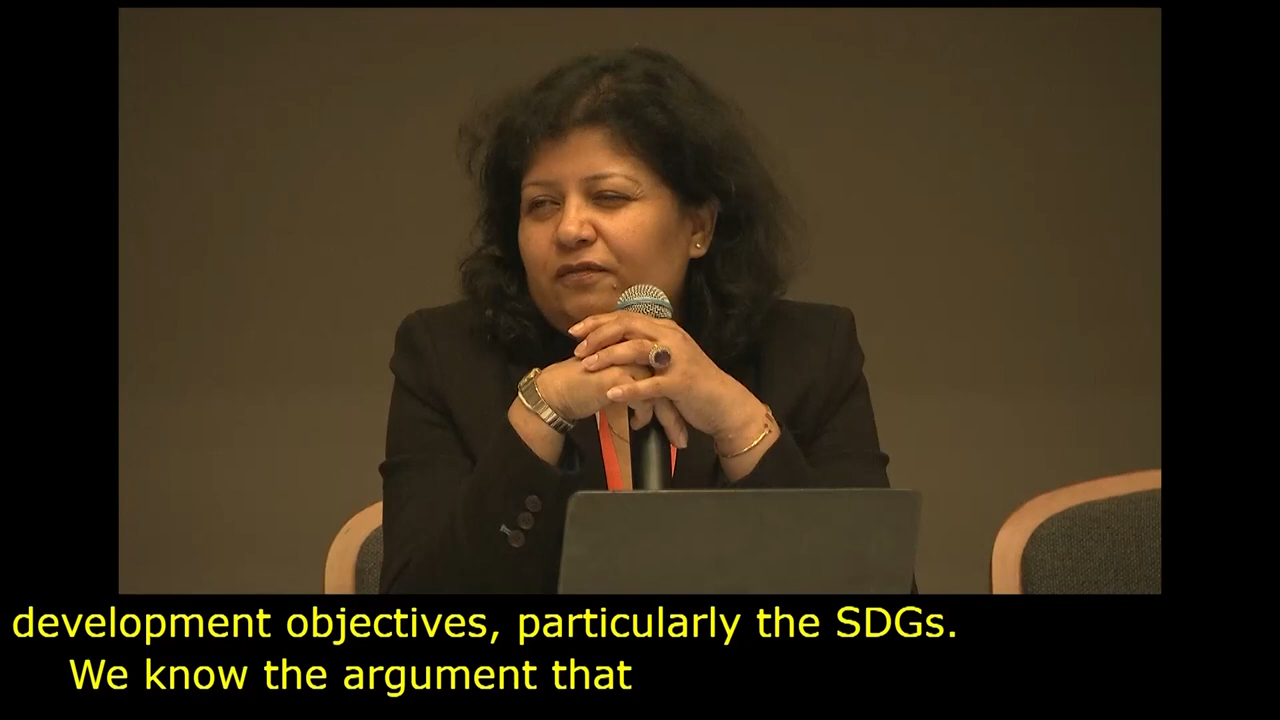 development objectives, particularly the SDGs.
We know the argument that